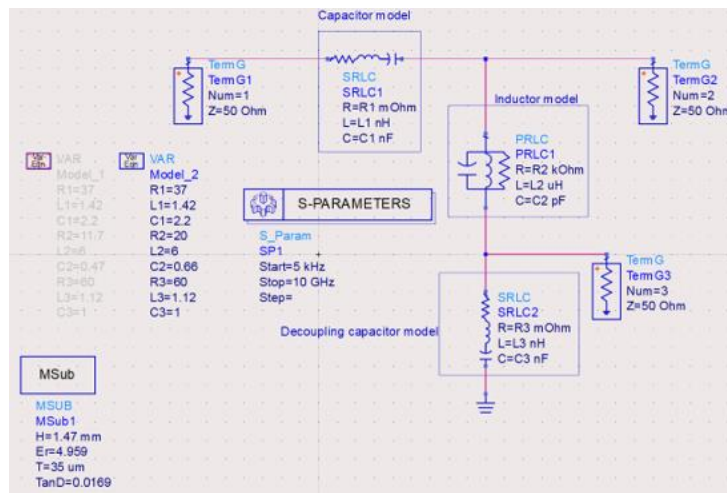 Capacitor model
TermG
TermG1
Num=1
Z=50 Ohm
SRLC
SRLC1
R=R1 mOhm
L=L1 nH
C=C1 nF
TermG
TermG2
Num=2
Z=50 Ohm
Inductor model
PRLC
PRLC1
R=R2 kOhm
L=L2 uH
C=C2 pF
Var
Eqn
VAR
Model_1
R1=37
L1=1.42
C1=2.2
R2=11.7
L2=6
C2=0.47
R3=60
L3=1.12
C3=1
Var
Eqn
VAR
Model_2
R1=37
L1=1.42
C1=2.2
R2=20
L2=6
C2=0.66
R3=60
L3=1.12
C3=1
S-PARAMETERS
S_Param
SP1
Start=5 kHz
Stop=10 GHz
Step=
TermG
TermG3
Num=3
Z=50 Ohm
Decoupling capacitor model
SRLC
SRLC2
R=R3 mOhm
L=L3 nH
C=C3 nF
MSub
MSUB
MSub1
H=1.47 mm
Er=4.959
T=35 um
TanD=0.0169